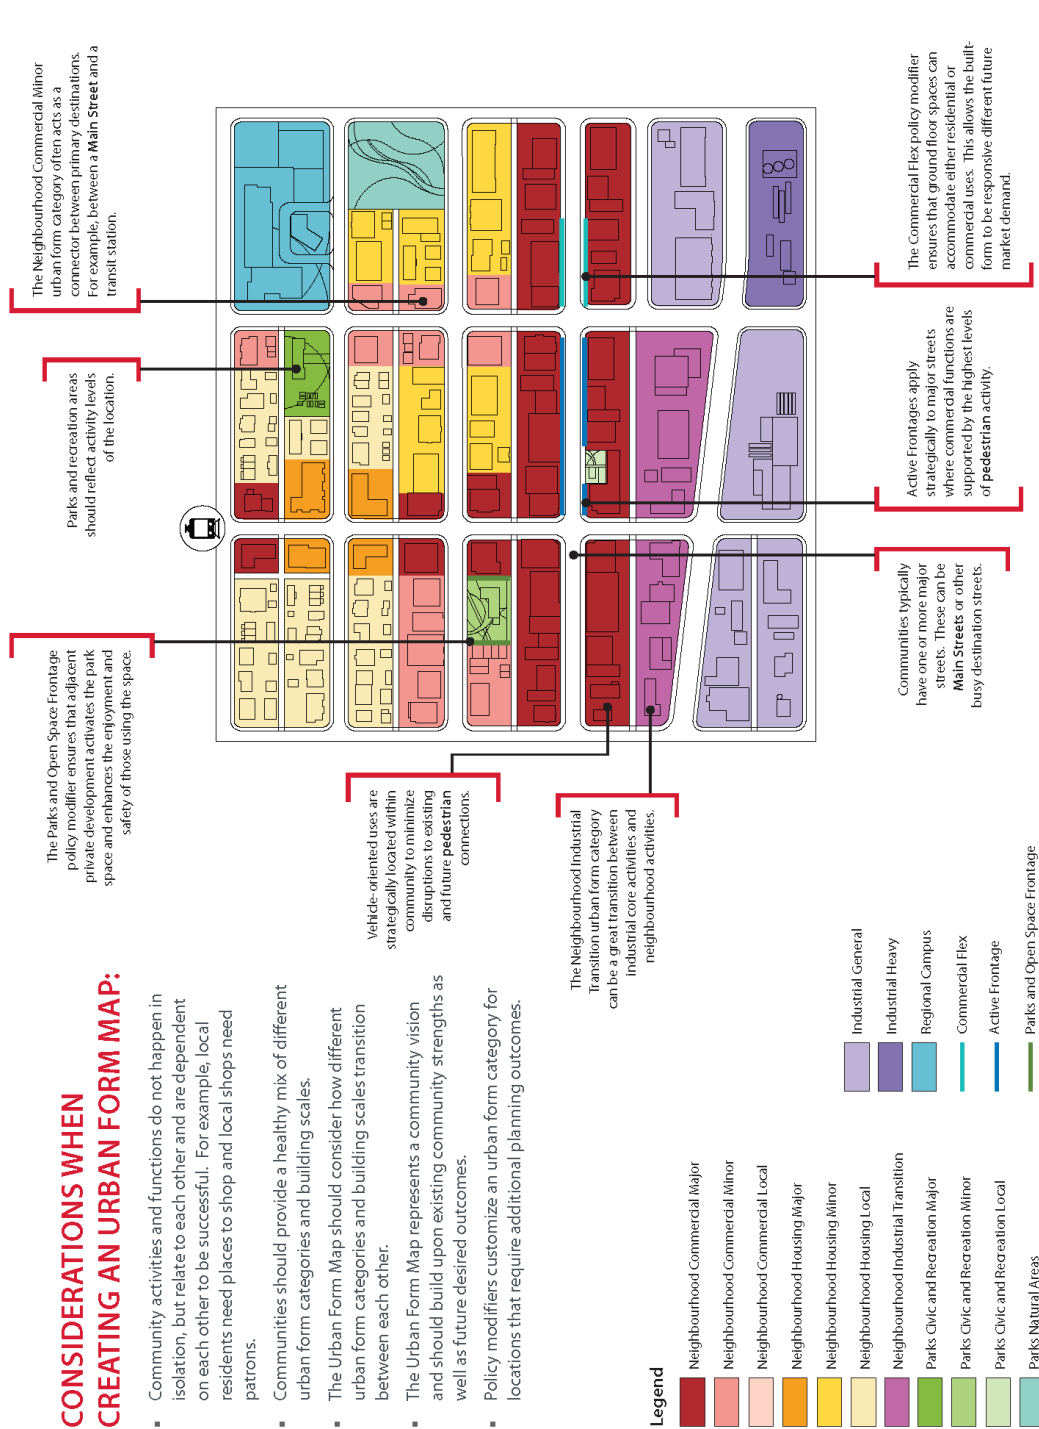 CONSIDERATIONS WHEN
CREATING AN URBAN FORM MAP:
▪ Community activities and functions do not happen in
isolation, but relate to each other and are dependent
on each other to be successful. For example, local
residents need places to shop and local shops need
patrons.
▪ Communities should provide a healthy mix of different
urban form categories and building scales.
▪ The Urban Form Map should consider how different
urban form categories and building scales transition
between each other.
▪ The Urban Form Map represents a community vision
and should build upon existing community strengths as
well as future desired outcomes.
▪ Policy modifiers customize an urban form category for
locations that require additional planning outcomes.
Legend
Neighbourhood Commercial Major
Neighbourhood Commercial Minor
Neighbourhood Commercial Local
Neighbourhood Housing Major
Neighbourhood Housing Minor
Neighbourhood Housing Local
Neighbourhood Industrial Transition
Parks Civic and Recreation Major
Parks Civic and Recreation Minor
Parks Civic and Recreation Local
Parks Natural Areas
Industrial General
Industrial Heavy
Regional Campus
Commercial Flex
Active Frontage
Parks and Open Space Frontage
The Parks and Open Space Frontage
policy modifier ensures that adjacent
private development activates the park
space and enhances the enjoyment and
safety of those using the space.
Parks and recreation areas
should reflect activity levels
of the location.
The Neighbourhood Commercial Minor
urban form category often acts as a
connector between primary destinations.
For example, between a Main Street and a
transit station.
Vehicle-oriented uses are
strategically located within
community to minimize
disruptions to existing
and future pedestrian
connections.
The Neighbourhood Industrial
Transition urban form category
can be a great transition between
Industrial core activities and
neighbourhood activities.
Communities typically
have one or more major
streets. These can be
Main Streets or other
busy destination streets.
Active Frontages apply
strategically to major streets
where commercial functions are
supported by the highest levels
of pedestrian activity.
The Commercial Flex policy modifier
ensures that ground floor spaces can
accommodate either residential or
commercial uses. This allows the built-
form to be responsive different future
market demand.